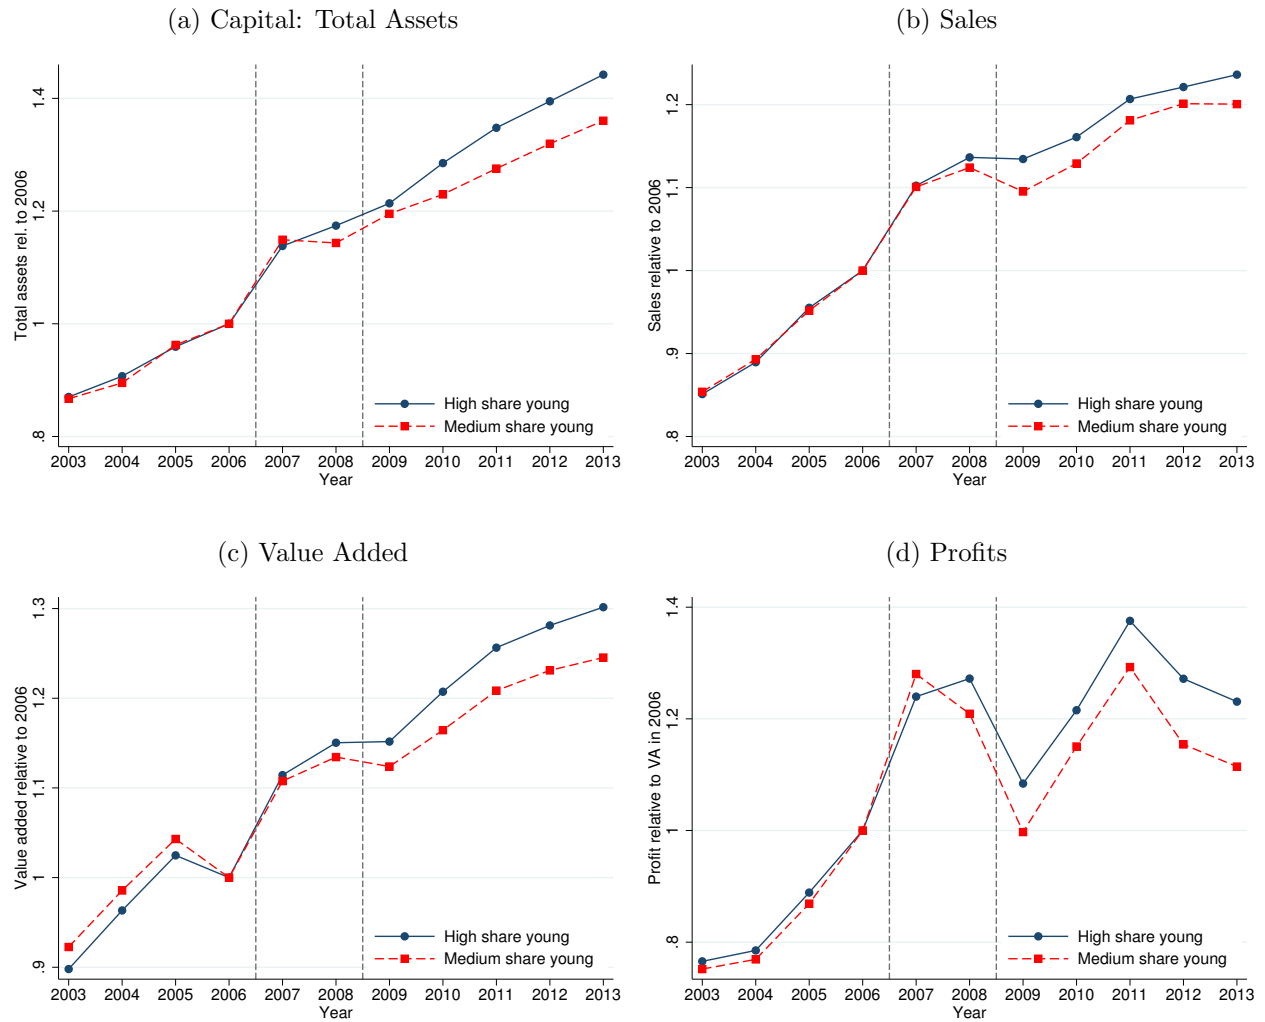 (a) Capital: Total Assets
Total assets rel. to 2006
1.4
1.2
1
.8
High share young
Medium share young
2003 2004 2005 2006 2007 2008 2009 2010 2011 2012 2013
Year
(b) Sales
Sales relative to 2006
1.2
1.1
1
.9
.8
High share young
Medium share young
2003 2004 2005 2006 2007 2008 2009 2010 2011 2012 2013
Year
(c) Value Added
Value added relative to 2006
1.3
1.2
1.1
1
.9
High share young
Medium share young
2003 2004 2005 2006 2007 2008 2009 2010 2011 2012 2013
Year
(d) Profits
Profit relative to VA in 2006
1.4
1.2
1
.8
High share young
Medium share young
2003 2004 2005 2006 2007 2008 2009 2010 2011 2012 2013
Year